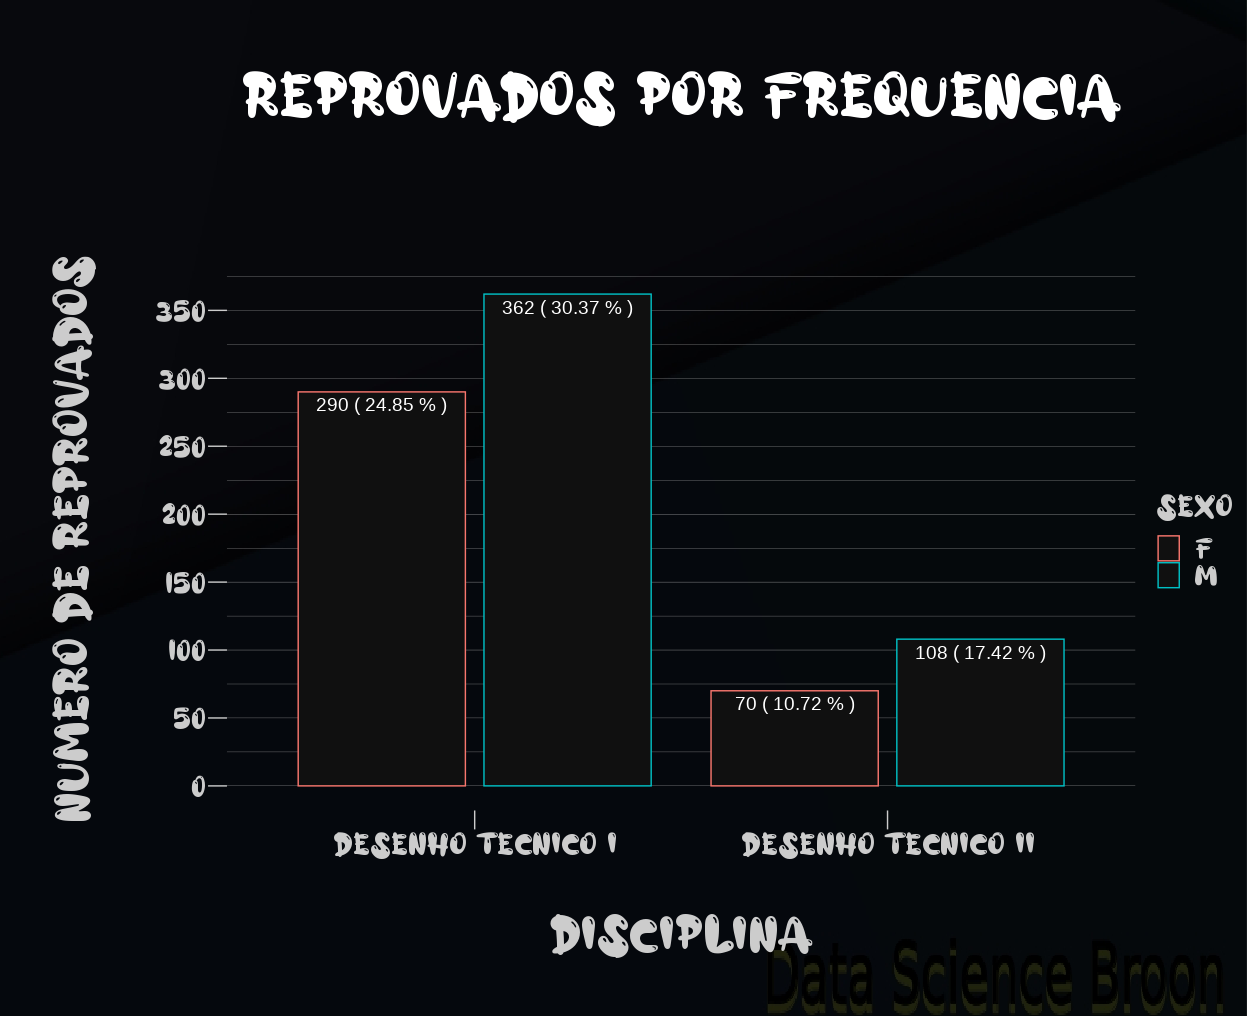 REPROVADOS POR FREQUENCIA
NUMERO DE REPROVADOS
350
300
250
200
150
100
50
0
362 ( 30.37 % )
290 ( 24.85 % )
108 ( 17.42 % )
70 ( 10.72 % )
SEXO
F
M
DESENHO TECNICO I
DESENHO TECNICO II
DISCIPLINA
Data Science Broon